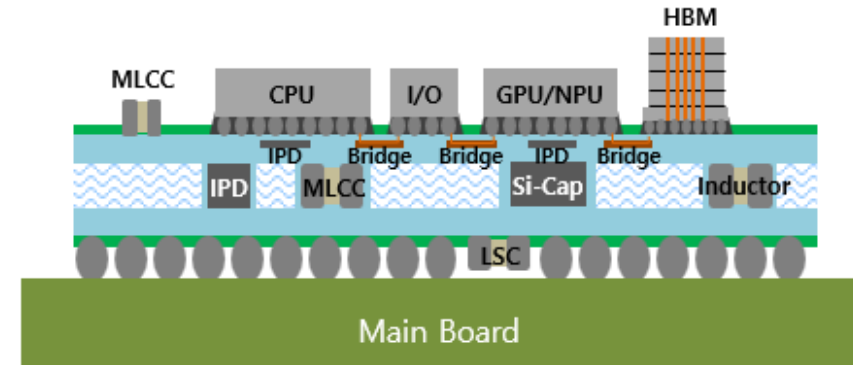 HBM
MLCC
CPU
I/O
GPU/NPU
IPD
Bridge
Bridge
IPD
Bridge
IPD
MLCC
Si-Cap
Inductor
LSC
Main Board